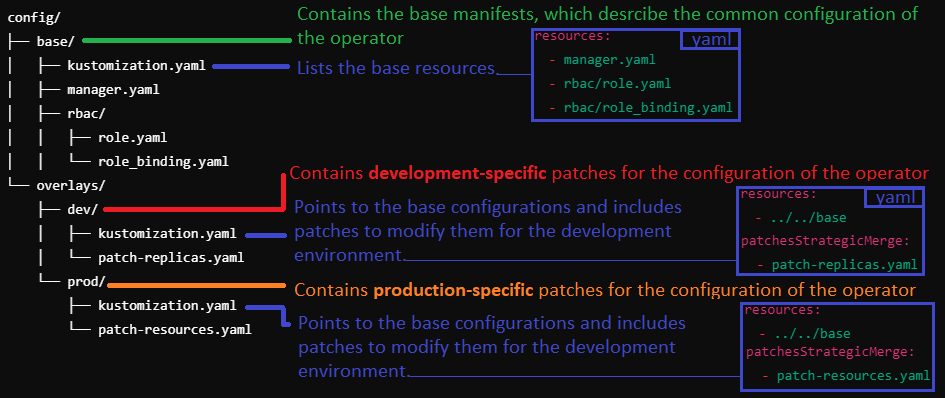 config/
Contains the base manifests, which desrcibe the common configuration of
├── base/
the operator
│   ├── kustomization.yaml
Lists the base resources.
resources:
yaml
- manager.yaml
- rbac/role.yaml
- rbac/role_binding.yaml
│   ├── manager.yaml
│   ├── rbac/
│   │   ├── role.yaml
│   │   └── role_binding.yaml
└── overlays/
Contains development-specific patches for the configuration of the operator
├── dev/
Points to the base configurations and includes
patches to modify them for the development
environment.
resources:
yaml
- ../../base
patchesStrategicMerge:
- patch-replicas.yaml
│   ├── kustomization.yaml
│   └── patch-replicas.yaml
└── prod/
Contains production-specific patches for the configuration of the operator
├── kustomization.yaml
Points to the base configurations and includes
patches to modify them for the development
environment.
resources:
- ../../base
patchesStrategicMerge:
- patch-resources.yaml
└── patch-resources.yaml